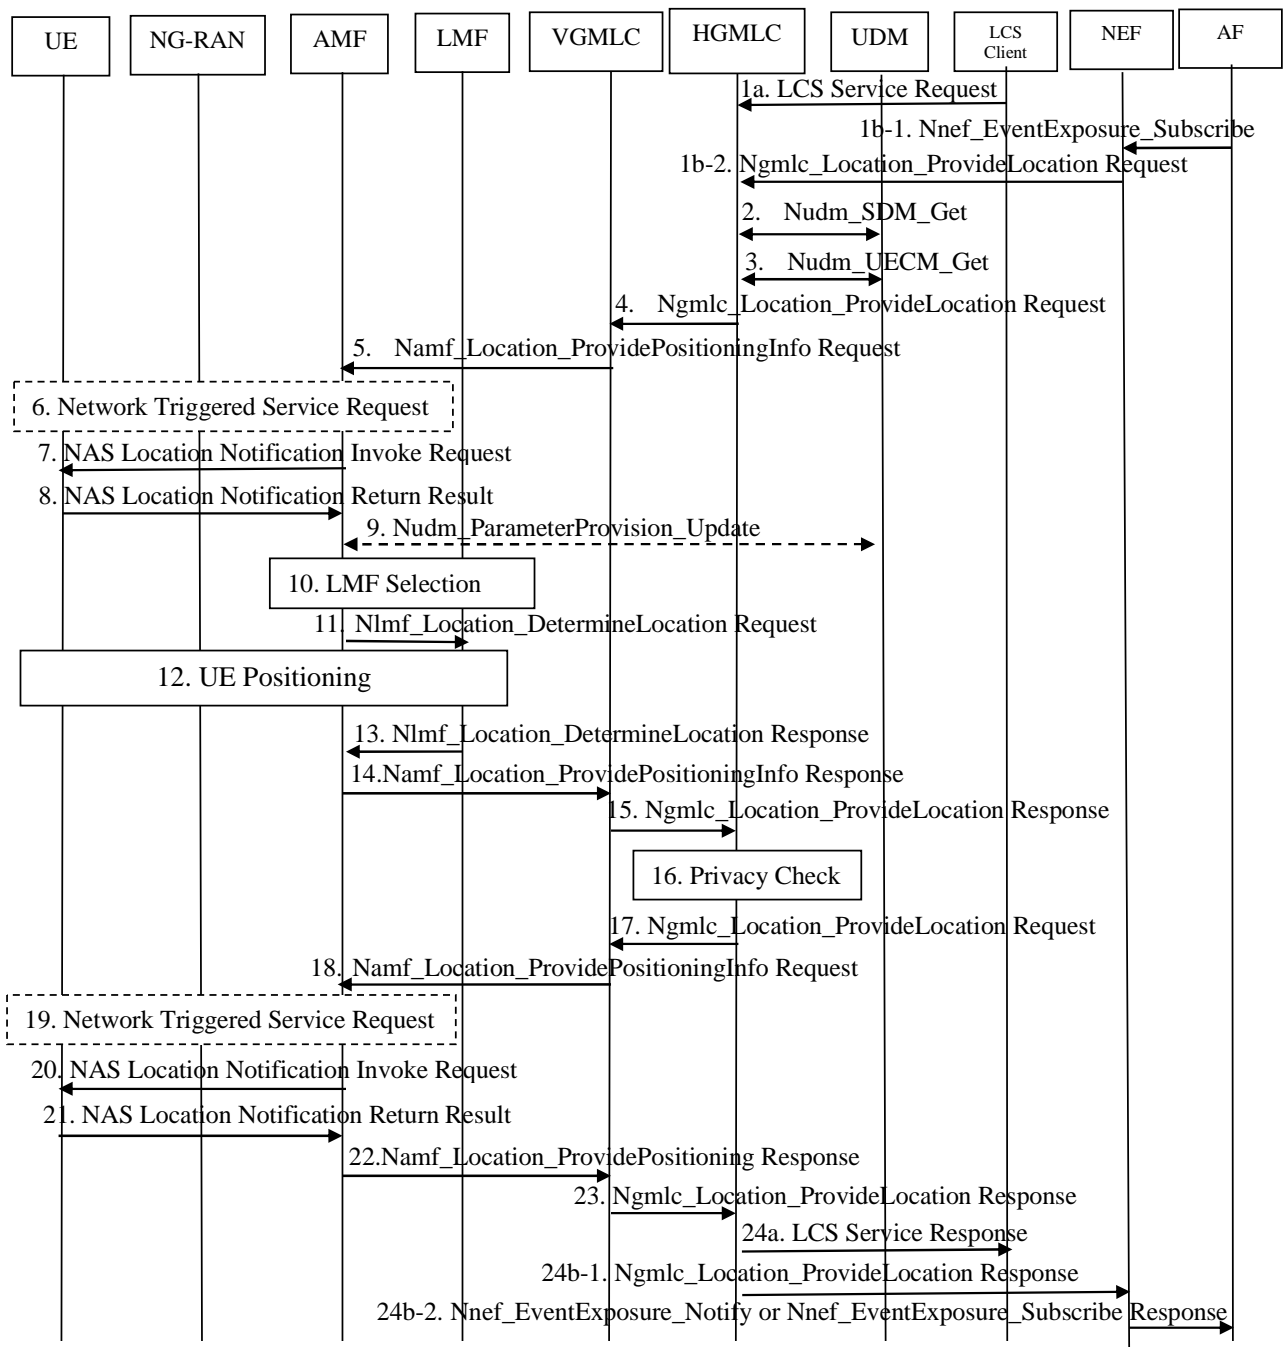 UE
NG-RAN
AMF
LMF
VGMLC
HGMLC
UDM
LCS
Client
NEF
AF
1a. LCS Service Request
1b-1. Nnef_EventExposure_Subscribe
1b-2. Ngmlc_Location_ProvideLocation Request
2. Nudm_SDM_Get
3. Nudm_UECM_Get
4. Ngmlc_Location_ProvideLocation Request
5. Namf_Location_ProvidePositioningInfo Request
6. Network Triggered Service Request
7. NAS Location Notification Invoke Request
8. NAS Location Notification Return Result
9. Nudm_ParameterProvision_Update
10. LMF Selection
11. Nlmf_Location_DetermineLocation Request
12. UE Positioning
13. Nlmf_Location_DetermineLocation Response
14.Namf_Location_ProvidePositioningInfo Response
15. Ngmlc_Location_ProvideLocation Response
16. Privacy Check
17. Ngmlc_Location_ProvideLocation Request
18. Namf_Location_ProvidePositioningInfo Request
19. Network Triggered Service Request
20. NAS Location Notification Invoke Request
21. NAS Location Notification Return Result
22.Namf_Location_ProvidePositioning Response
23. Ngmlc_Location_ProvideLocation Response
24a. LCS Service Response
24b-1. Ngmlc_Location_ProvideLocation Response
24b-2. Nnef_EventExposure_Notify or Nnef_EventExposure_Subscribe Response